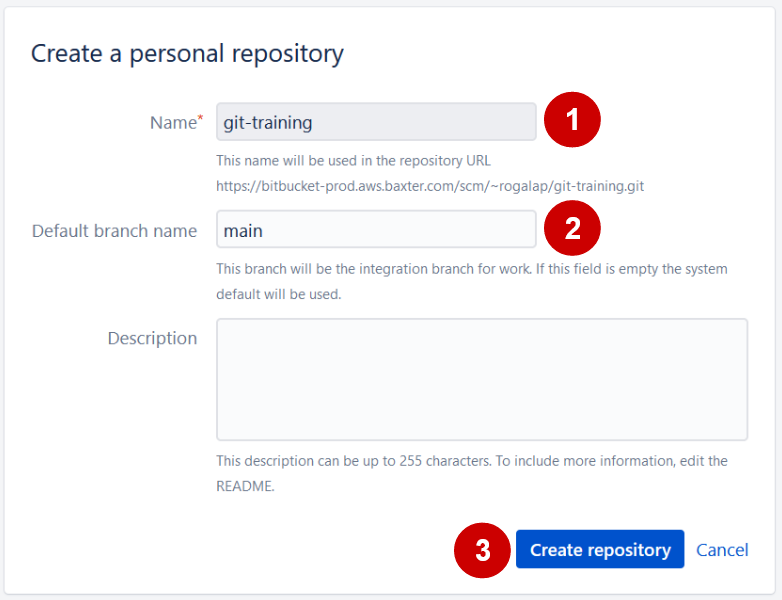 Create a personal repository
Name* git-training 1
This name will be used in the repository URL
https://bitbucket-prod.aws.baxter.com/scm/~rogalap/git-training.git
Default branch name main 2
This branch will be the integration branch for work. If this field is empty the system
default will be used.
Description
This description can be up to 255 characters. To include more information, edit the
README.
3 Create repository Cancel